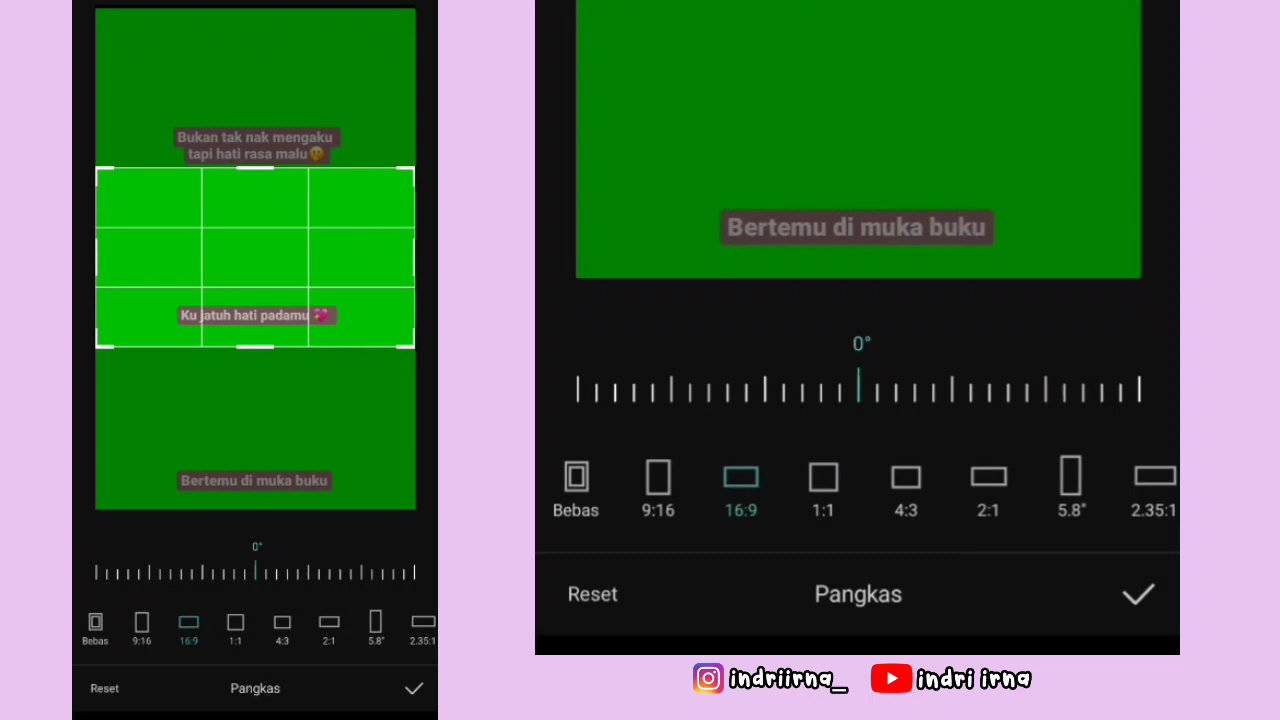 Bukan tak nak mengaku
tapi hati rasa malu🤫
Ku jatuh hati padamu 💘
Bertemu di muka buku
0°
Bebas 9:16 16:9 1:1 4:3 2:1 5.8" 2.35:1
Reset Pangkas
Bertemu di muka buku
0°
Bebas 9:16 16:9 1:1 4:3 2:1 5.8" 2.35:1
Reset Pangkas
indriirna_ indri irna